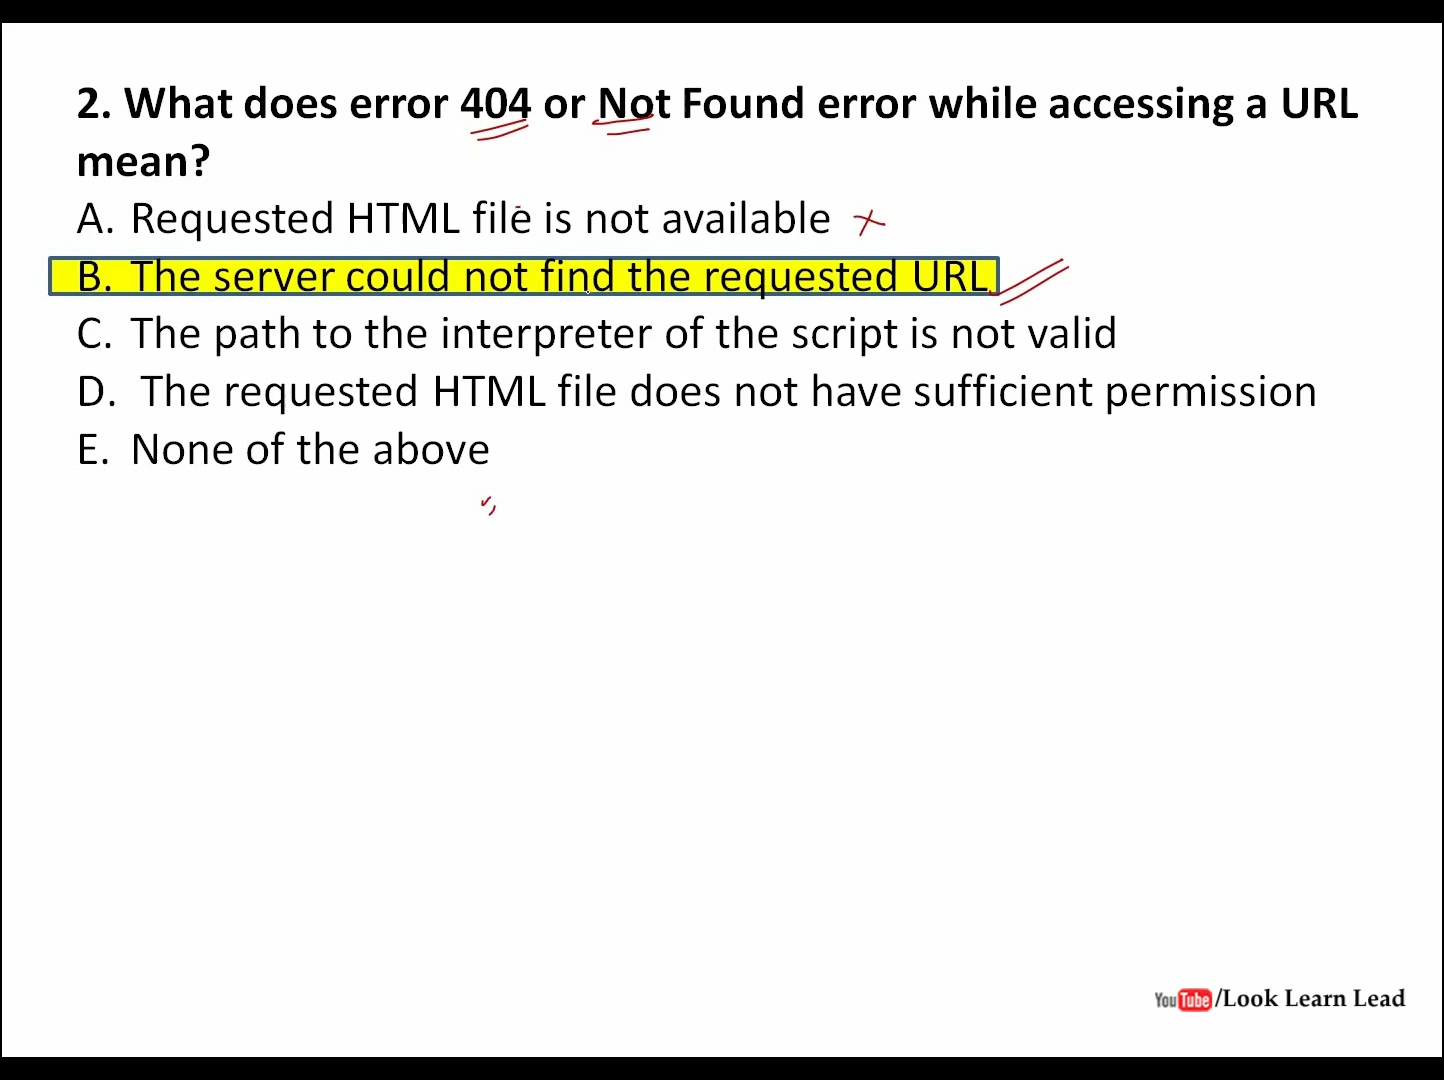 2. What does error 404 or Not Found error while accessing a URL
mean?
A. Requested HTML file is not available
B. The server could not find the requested URL
C. The path to the interpreter of the script is not valid
D. The requested HTML file does not have sufficient permission
E. None of the above
YouTube/Look Learn Lead